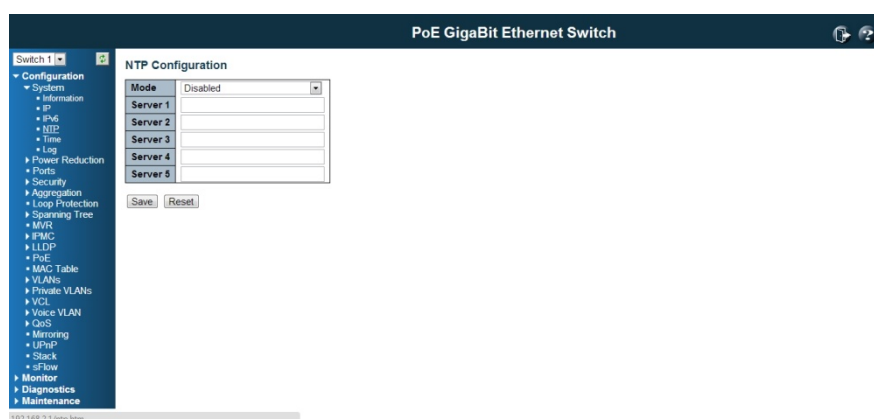 PoE GigaBit Ethernet Switch
Switch 1
Configuration
System
Information
IP
IPv6
NTP
Time
Log
Power Reduction
Ports
Security
Aggregation
Loop Protection
Spanning Tree
MVR
IPMC
LLDP
PoE
MAC Table
VLANs
Private VLANs
VCL
Voice VLAN
QoS
Mirroring
UPnP
Stack
sFlow
Monitor
Diagnostics
Maintenance
NTP Configuration
Mode Disabled
Server 1
Server 2
Server 3
Server 4
Server 5
Save Reset